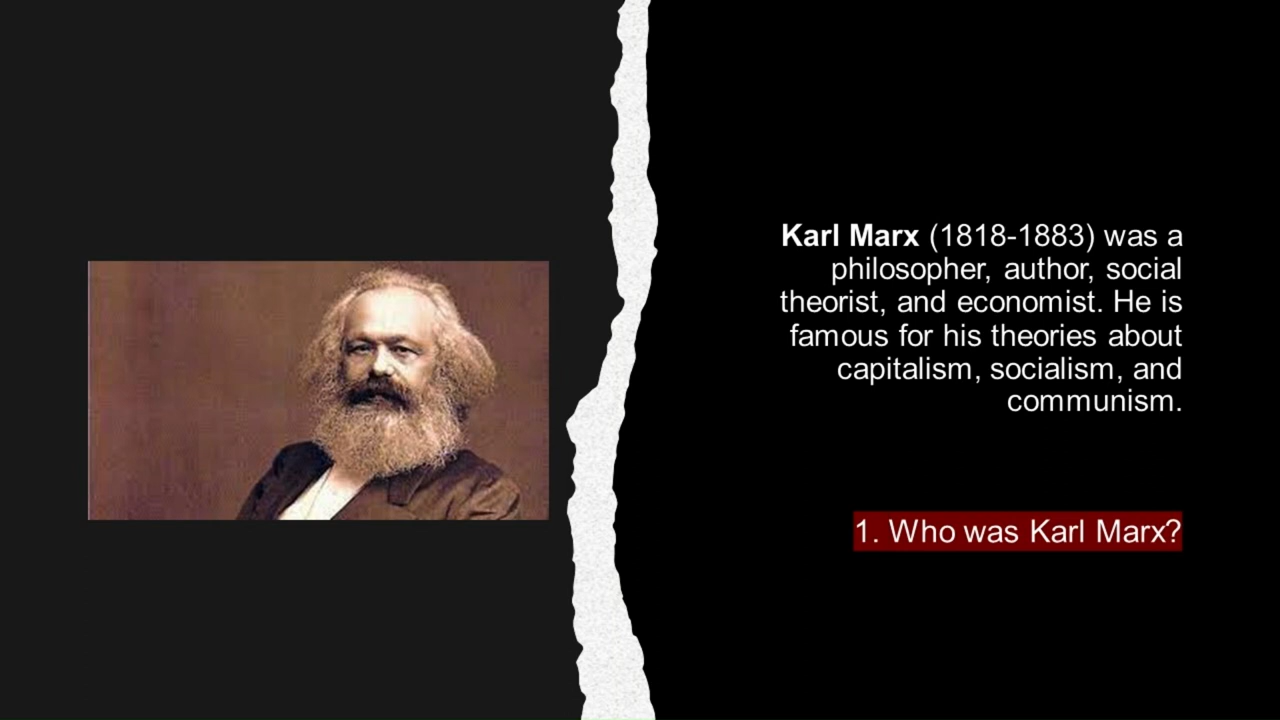 Karl Marx (1818-1883) was a
philosopher, author, social
theorist, and economist. He is
famous for his theories about
capitalism, socialism, and
communism.
1. Who was Karl Marx?